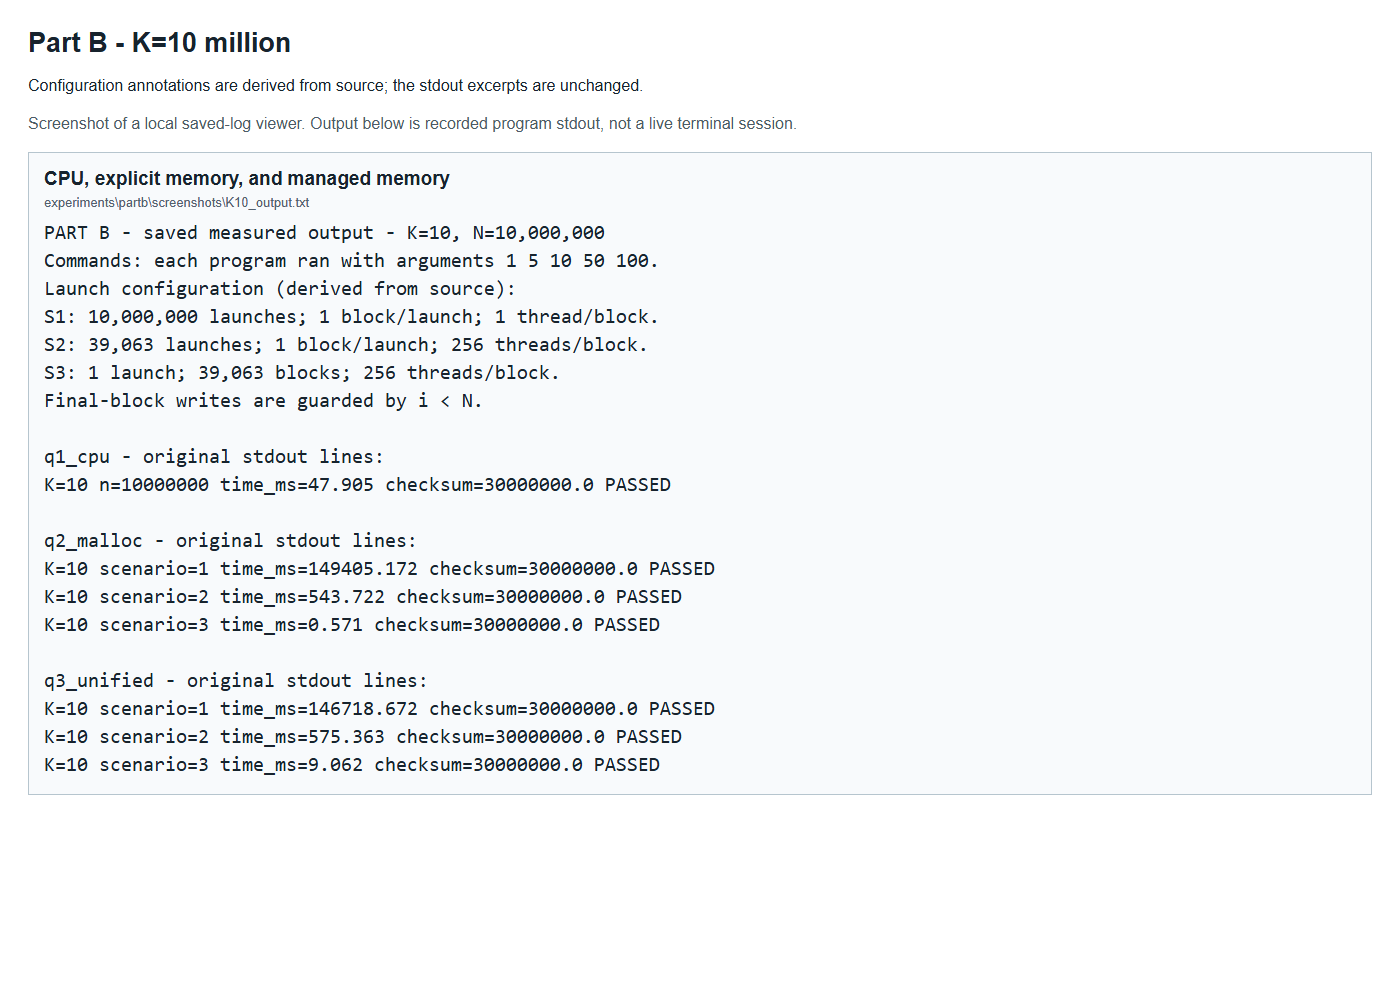 Part B - K=10 million
Configuration annotations are derived from source; the stdout excerpts are unchanged.
Screenshot of a local saved-log viewer. Output below is recorded program stdout, not a live terminal session.
CPU, explicit memory, and managed memory
experiments\partb\screenshots\K10_output.txt
PART B - saved measured output - K=10, N=10,000,000
Commands: each program ran with arguments 1 5 10 50 100.
Launch configuration (derived from source):
S1: 10,000,000 launches; 1 block/launch; 1 thread/block.
S2: 39,063 launches; 1 block/launch; 256 threads/block.
S3: 1 launch; 39,063 blocks; 256 threads/block.
Final-block writes are guarded by i < N.
q1_cpu - original stdout lines:
K=10 n=10000000 time_ms=47.905 checksum=30000000.0 PASSED
q2_malloc - original stdout lines:
K=10 scenario=1 time_ms=149405.172 checksum=30000000.0 PASSED
K=10 scenario=2 time_ms=543.722 checksum=30000000.0 PASSED
K=10 scenario=3 time_ms=0.571 checksum=30000000.0 PASSED
q3_unified - original stdout lines:
K=10 scenario=1 time_ms=146718.672 checksum=30000000.0 PASSED
K=10 scenario=2 time_ms=575.363 checksum=30000000.0 PASSED
K=10 scenario=3 time_ms=9.062 checksum=30000000.0 PASSED